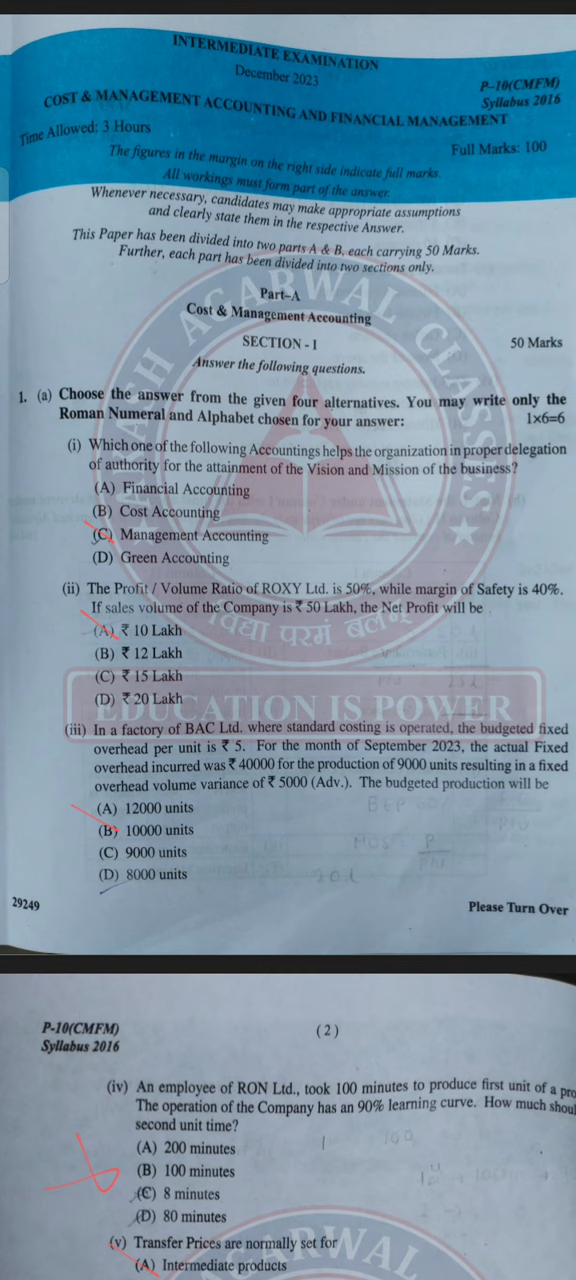 INTERMEDIATE EXAMINATION
December 2023
P–10(CMFM)
Syllabus 2016
COST & MANAGEMENT ACCOUNTING AND FINANCIAL MANAGEMENT
Time Allowed: 3 Hours
Full Marks: 100
The figures in the margin on the right side indicate full marks.
All workings must form part of the answer.
Whenever necessary, candidates may make appropriate assumptions
and clearly state them in the respective Answer.
This Paper has been divided into two parts A & B, each carrying 50 Marks.
Further, each part has been divided into two sections only.
Part–A
Cost & Management Accounting
SECTION - I
50 Marks
Answer the following questions.
1. (a) Choose the answer from the given four alternatives. You may write only the
Roman Numeral and Alphabet chosen for your answer: 1×6=6
(i) Which one of the following Accountings helps the organization in proper delegation
of authority for the attainment of the Vision and Mission of the business?
(A) Financial Accounting
(B) Cost Accounting
(C) Management Accounting
(D) Green Accounting
(ii) The Profit / Volume Ratio of ROXY Ltd. is 50%, while margin of Safety is 40%.
If sales volume of the Company is ₹ 50 Lakh, the Net Profit will be
(A) ₹ 10 Lakh
(B) ₹ 12 Lakh
(C) ₹ 15 Lakh
(D) ₹ 20 Lakh
(iii) In a factory of BAC Ltd. where standard costing is operated, the budgeted fixed
overhead per unit is ₹ 5. For the month of September 2023, the actual Fixed
overhead incurred was ₹ 40000 for the production of 9000 units resulting in a fixed
overhead volume variance of ₹ 5000 (Adv.). The budgeted production will be
(A) 12000 units
(B) 10000 units
(C) 9000 units
(D) 8000 units
29249
Please Turn Over
AKASH AGARWAL CLASSES
विद्या परमं बलम
EDUCATION IS POWER
P-10(CMFM)
Syllabus 2016
(2)
(iv) An employee of RON Ltd., took 100 minutes to produce first unit of a pro
The operation of the Company has an 90% learning curve. How much shoul
second unit time?
(A) 200 minutes
(B) 100 minutes
(C) 8 minutes
(D) 80 minutes
(v) Transfer Prices are normally set for
(A) Intermediate products
GARWAL